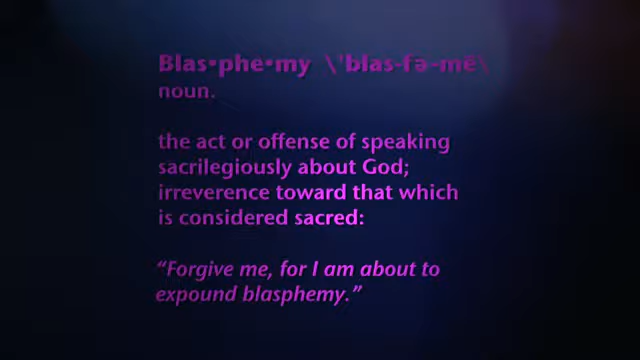 Blas•phe•my \'blas-fə-mē\
noun.
the act or offense of speaking
sacrilegiously about God;
irreverence toward that which
is considered sacred:
“Forgive me, for I am about to
expound blasphemy.”